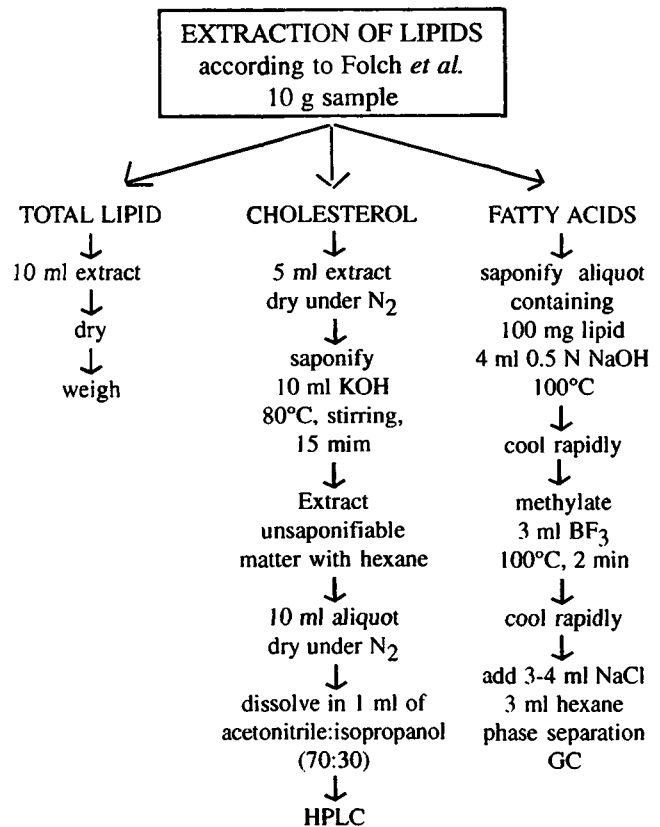 EXTRACTION OF LIPIDS
according to Folch et al.
10 g sample
TOTAL LIPID
10 ml extract
dry
weigh
CHOLESTEROL
5 ml extract
dry under N2
saponify
10 ml KOH
80°C, stirring,
15 mim
Extract
unsaponifiable
matter with hexane
10 ml aliquot
dry under N2
dissolve in 1 ml of
acetonitrile:isopropanol
(70:30)
HPLC
FATTY ACIDS
saponify aliquot
containing
100 mg lipid
4 ml 0.5 N NaOH
100°C
cool rapidly
methylate
3 ml BF3
100°C, 2 min
cool rapidly
add 3-4 ml NaCl
3 ml hexane
phase separation
GC